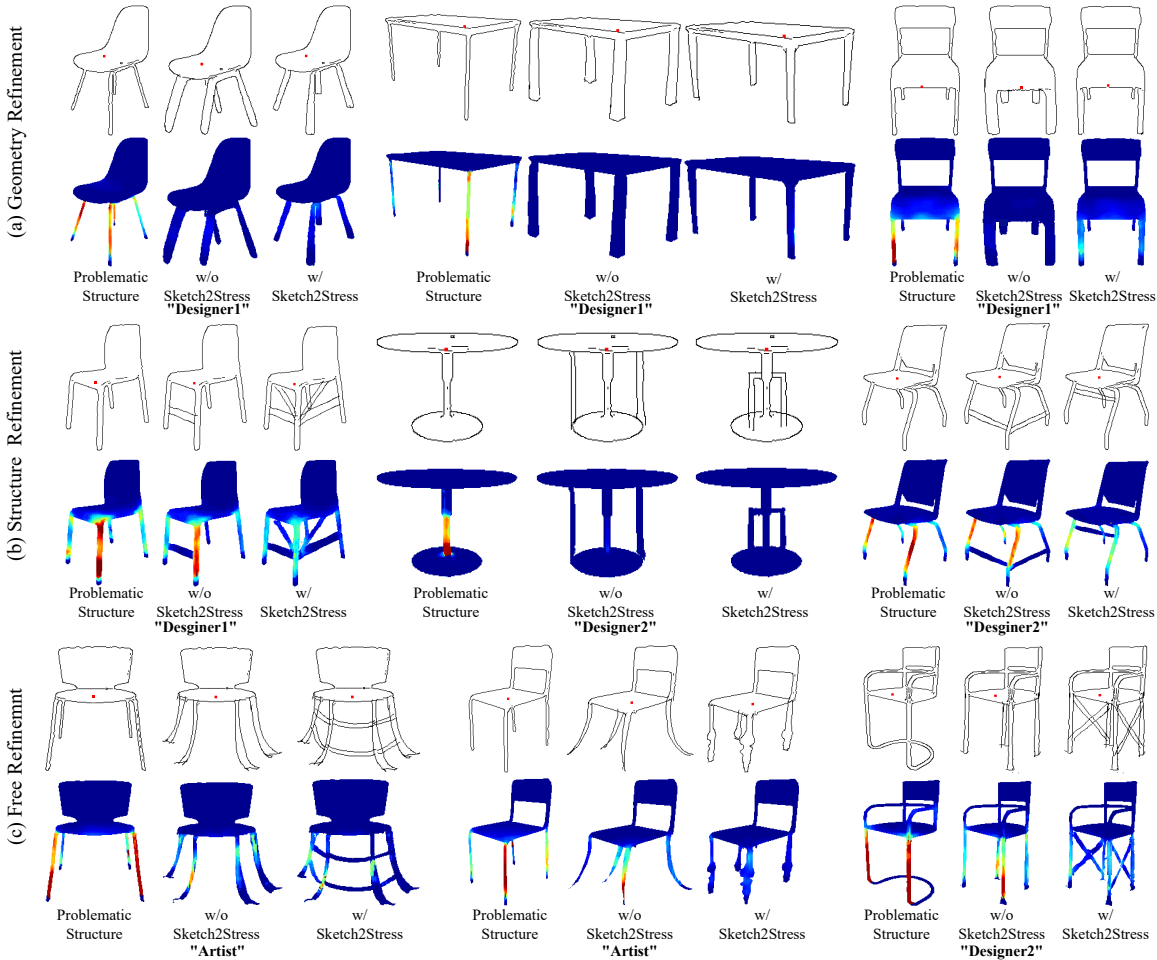 (a) Geometry Refinement
Problematic w/o w/ Problematic w/o w/ Problematic w/o w/
Structure Sketch2Stress Sketch2Stress Structure Sketch2Stress Sketch2Stress Structure Sketch2Stress Sketch2Stress
"Designer1" "Designer1" "Designer1"
(b) Structure Refinement
Problematic w/o w/ Problematic w/o w/ Problematic w/o w/
Structure Sketch2Stress Sketch2Stress Structure Sketch2Stress Sketch2Stress Structure Sketch2Stress Sketch2Stress
"Desginer1" "Designer2" "Desginer2"
(c) Free Refinemnt
Problematic w/o w/ Problematic w/o w/ Problematic w/o w/
Structure Sketch2Stress Sketch2Stress Structure Sketch2Stress Sketch2Stress Structure Sketch2Stress Sketch2Stress
"Artist" "Artist" "Designer2"